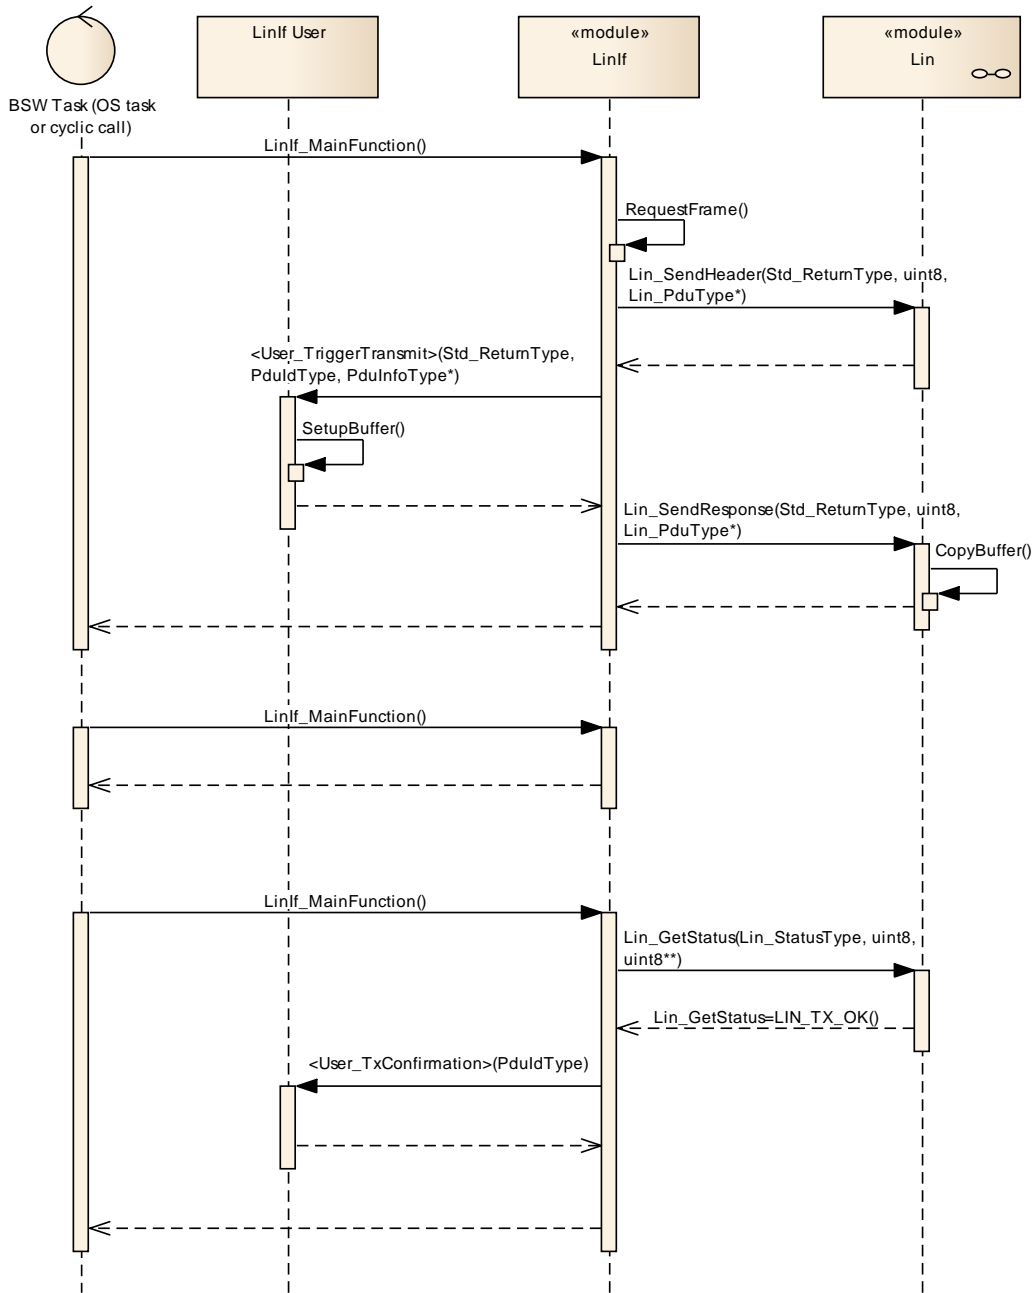 LinIf User
«module»
LinIf
«module»
Lin
BSW Task (OS task
or cyclic call)
LinIf_MainFunction()
RequestFrame()
Lin_SendHeader(Std_ReturnType, uint8,
Lin_PduType*)
<User_TriggerTransmit>(Std_ReturnType,
PduIdType, PduInfoType*)
SetupBuffer()
Lin_SendResponse(Std_ReturnType, uint8,
Lin_PduType*)
CopyBuffer()
LinIf_MainFunction()
LinIf_MainFunction()
Lin_GetStatus(Lin_StatusType, uint8,
uint8**)
Lin_GetStatus=LIN_TX_OK()
<User_TxConfirmation>(PduIdType)